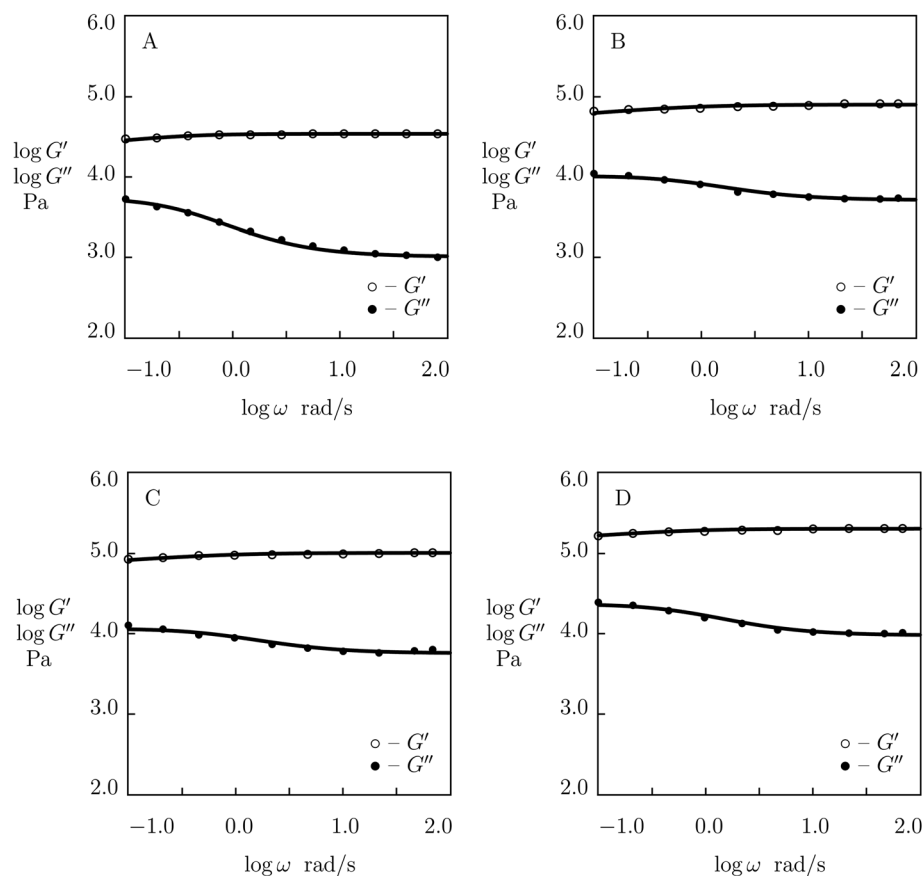 A
6.0
5.0
4.0
3.0
2.0
log G′
log G″
Pa
○ – G′
● – G″
−1.0 0.0 1.0 2.0
log ω rad/s
B
6.0
5.0
4.0
3.0
2.0
log G′
log G″
Pa
○ – G′
● – G″
−1.0 0.0 1.0 2.0
log ω rad/s
C
6.0
5.0
4.0
3.0
2.0
log G′
log G″
Pa
○ – G′
● – G″
−1.0 0.0 1.0 2.0
log ω rad/s
D
6.0
5.0
4.0
3.0
2.0
log G′
log G″
Pa
○ – G′
● – G″
−1.0 0.0 1.0 2.0
log ω rad/s